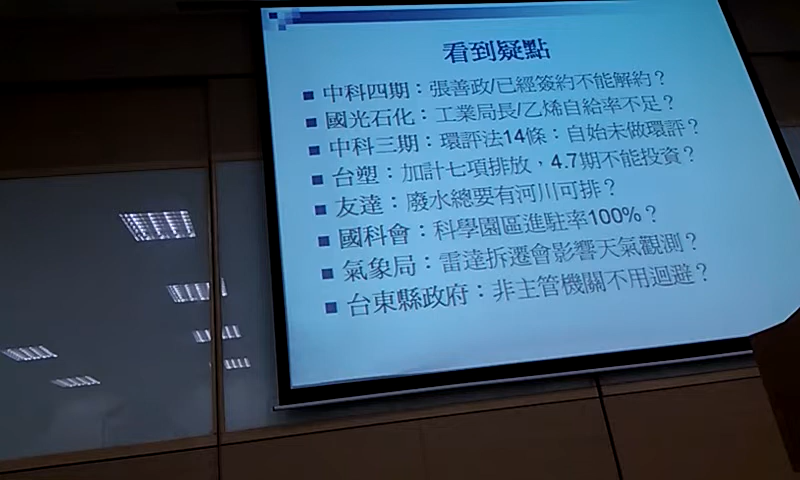 看到疑點
■ 中科四期：張善政/已經簽約不能解約？
■ 國光石化：工業局長/乙烯自給率不足？
■ 中科三期：環評法14條：自始未做環評？
■ 台塑：加計七項排放，4.7期不能投資？
■ 友達：廢水總要有河川可排？
■ 國科會：科學園區進駐率100%？
■ 氣象局：雷達拆遷會影響天氣觀測？
■ 台東縣政府：非主管機關不用迴避？